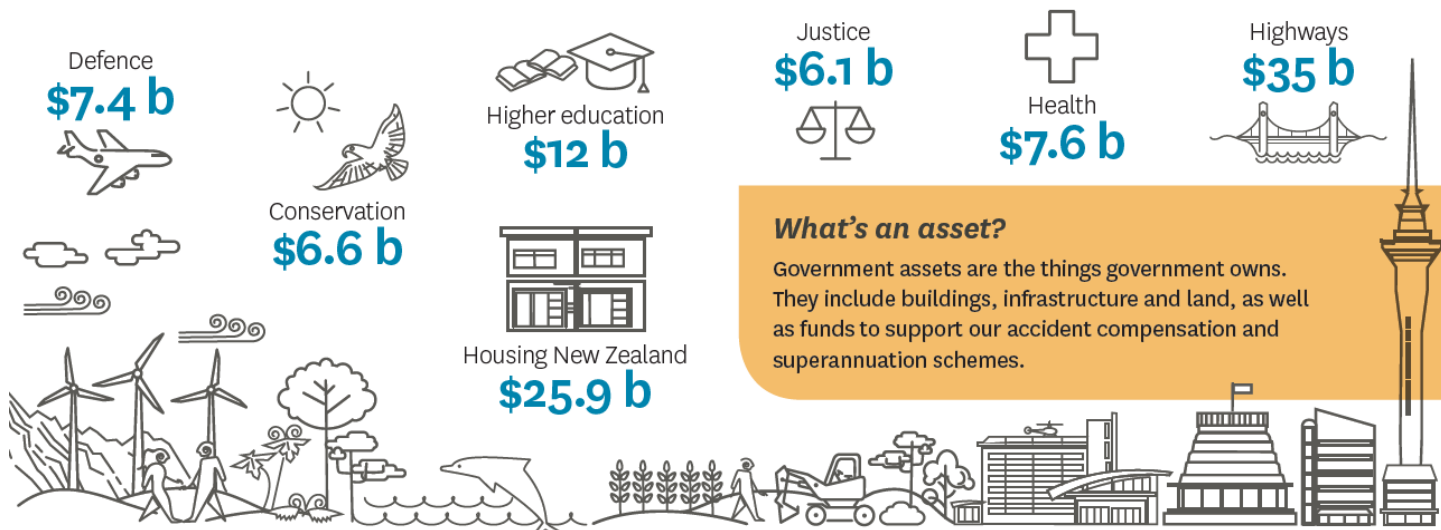 Defence
$7.4 b
Conservation
$6.6 b
Higher education
$12 b
Housing New Zealand
$25.9 b
Justice
$6.1 b
Health
$7.6 b
Highways
$35 b
What's an asset?
Government assets are the things government owns.
They include buildings, infrastructure and land, as well
as funds to support our accident compensation and
superannuation schemes.